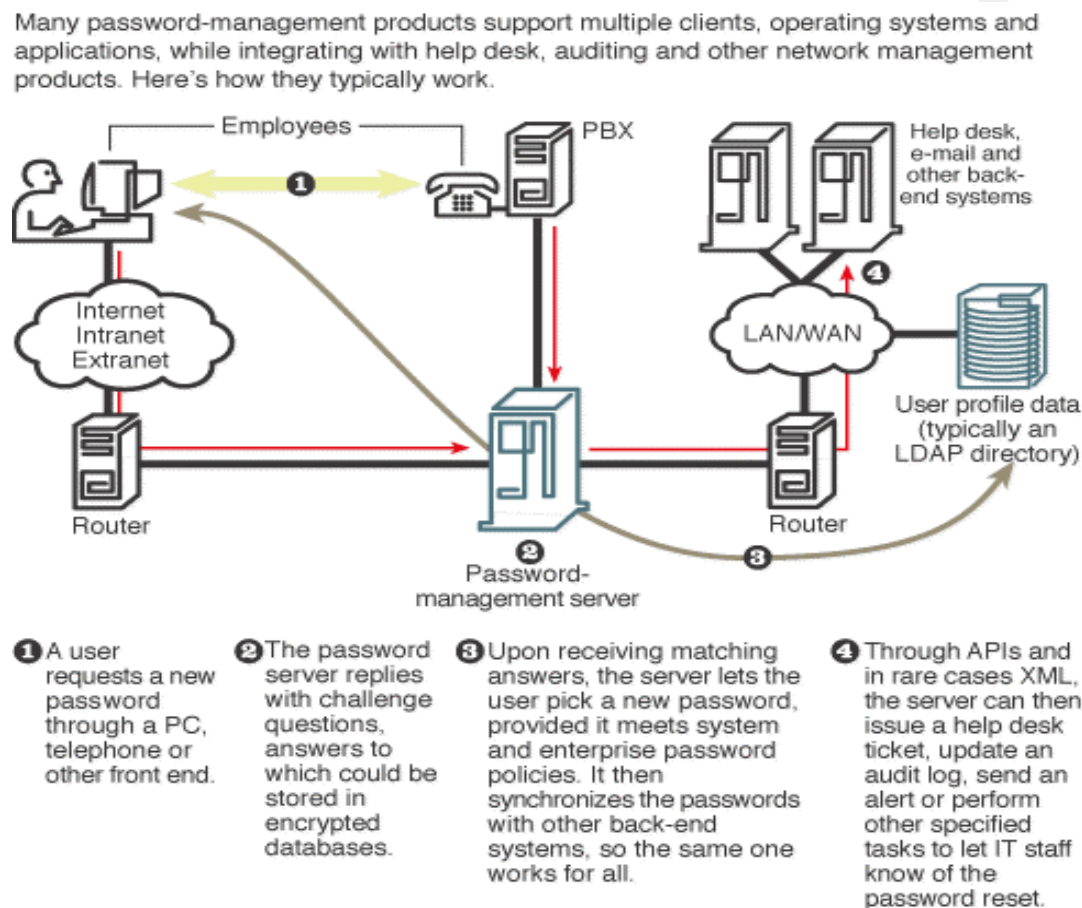 Many password-management products support multiple clients, operating systems and
applications, while integrating with help desk, auditing and other network management
products. Here's how they typically work.
Employees
PBX
Help desk,
e-mail and
other back-
end systems
1
4
Internet
Intranet
Extranet
LAN/WAN
User profile data
(typically an
LDAP directory)
Router
Router
2
3
Password-
management server
1 A user
requests a new
password
through a PC,
telephone or
other front end.
2 The password
server replies
with challenge
questions,
answers to
which could be
stored in
encrypted
databases.
3 Upon receiving matching
answers, the server lets the
user pick a new password,
provided it meets system
and enterprise password
policies. It then
synchronizes the passwords
with other back-end
systems, so the same one
works for all.
4 Through APIs and
in rare cases XML,
the server can then
issue a help desk
ticket, update an
audit log, send an
alert or perform
other specified
tasks to let IT staff
know of the
password reset.